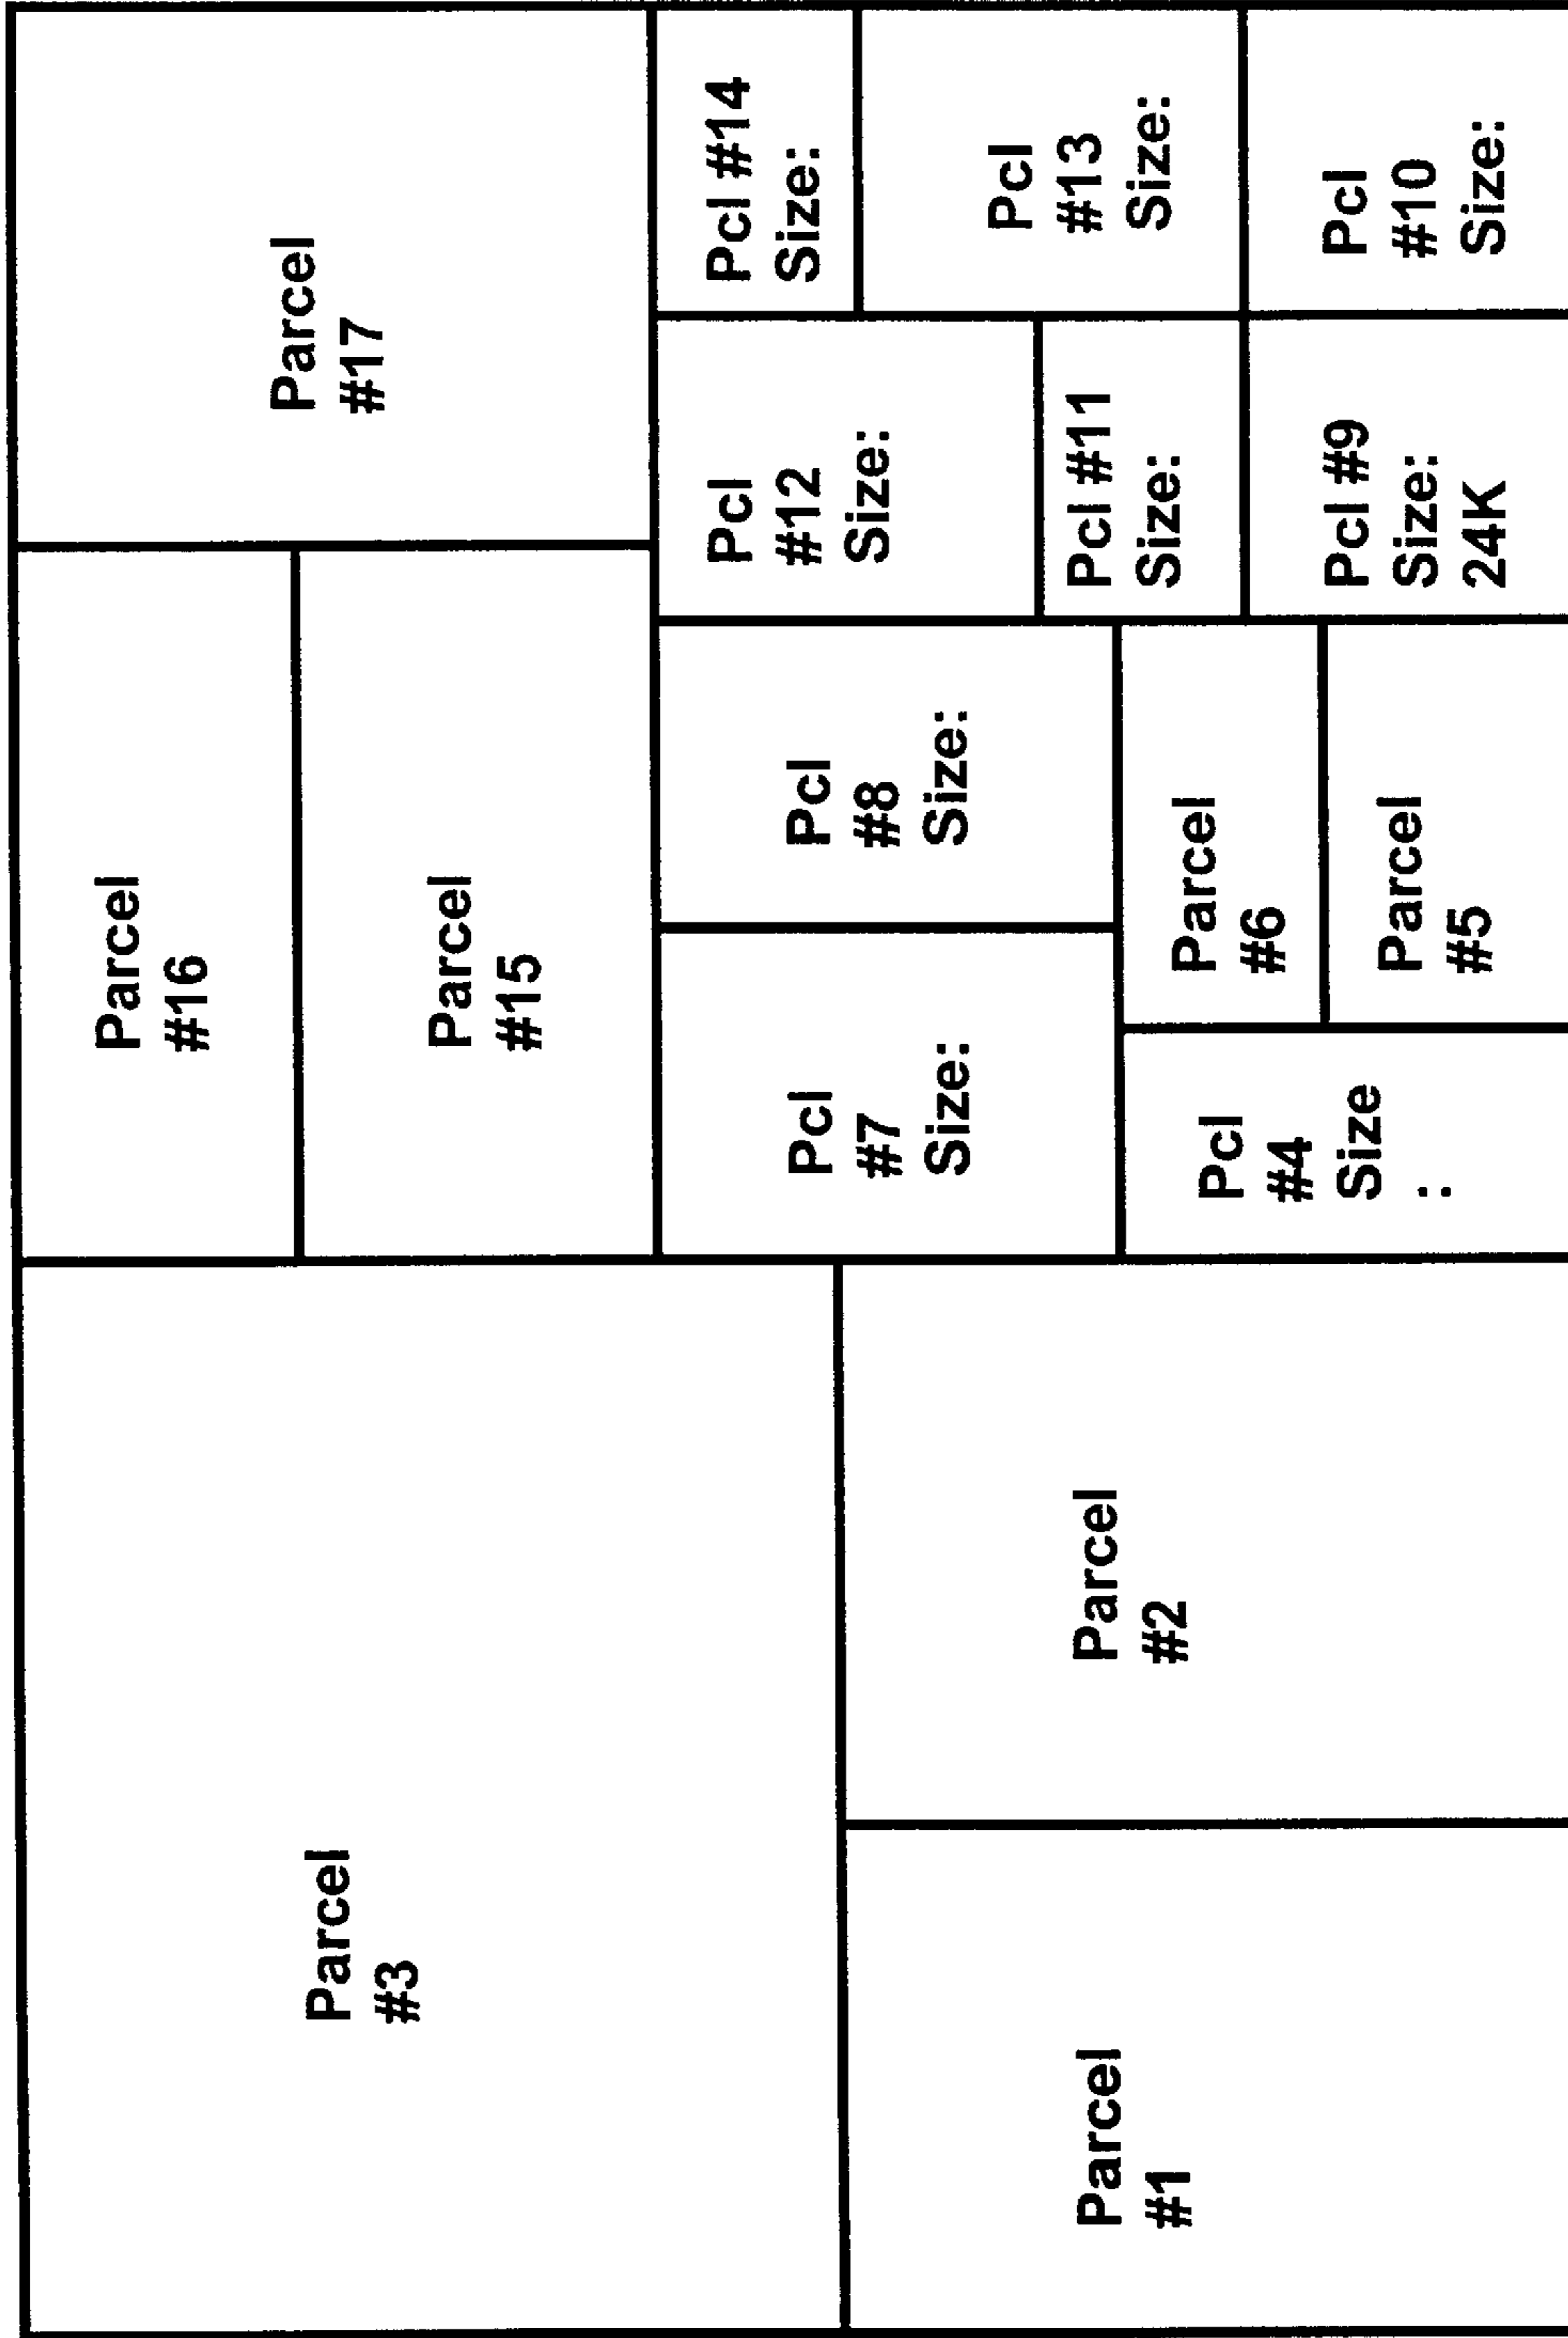 Parcel
#3
Parcel
#16
Parcel
#15
Parcel
#17
Pcl
#7
Size:
Pcl
#8
Size:
Pcl
#12
Size:
Pcl #14
Size:
Pcl
#13
Size:
Pcl #11
Size:
Parcel
#1
Parcel
#2
Pcl
#4
Size
:
Parcel
#6
Parcel
#5
Pcl #9
Size:
24K
Pcl
#10
Size: